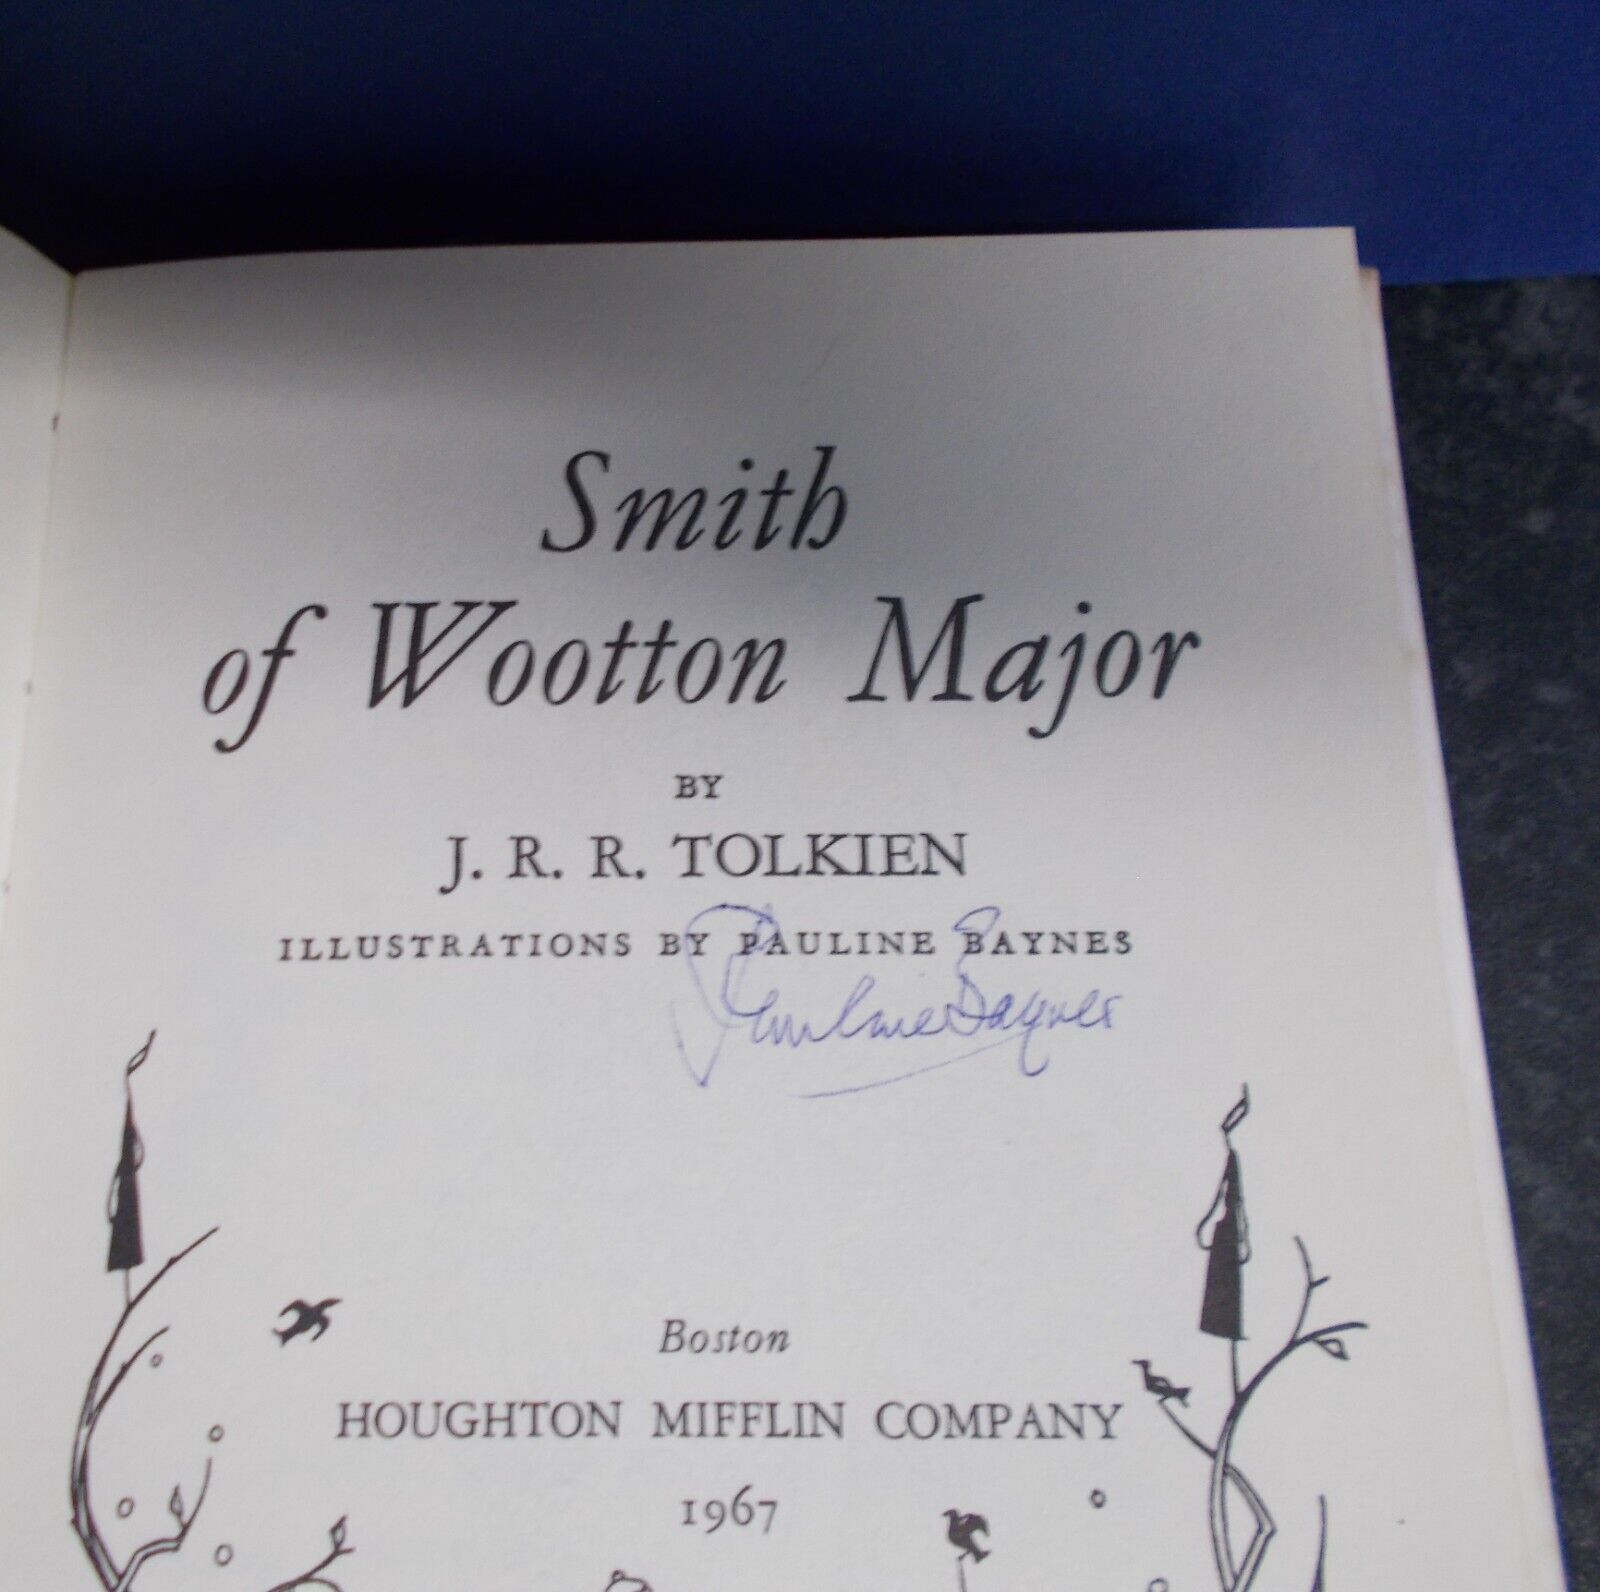 Smith
of Wootton Major
BY
J. R. R. TOLKIEN
ILLUSTRATIONS BY PAULINE BAYNES
Pauline Baynes
Boston
HOUGHTON MIFFLIN COMPANY
1967